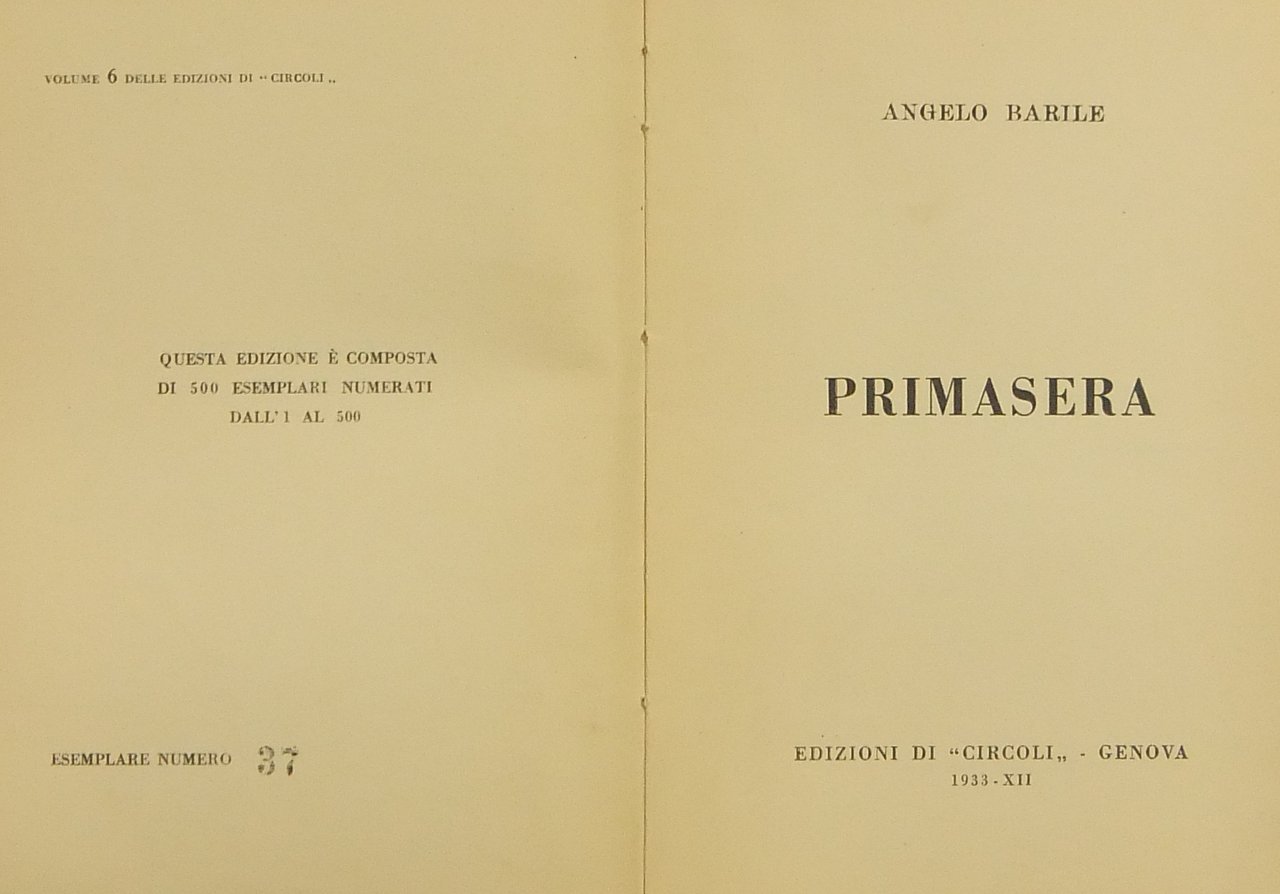 VOLUME 6 DELLE EDIZIONI DI “CIRCOLI„
QUESTA EDIZIONE È COMPOSTA
DI 500 ESEMPLARI NUMERATI
DALL'1 AL 500
ESEMPLARE NUMERO 37
ANGELO BARILE
PRIMASERA
EDIZIONI DI “CIRCOLI„ - GENOVA
1933-XII